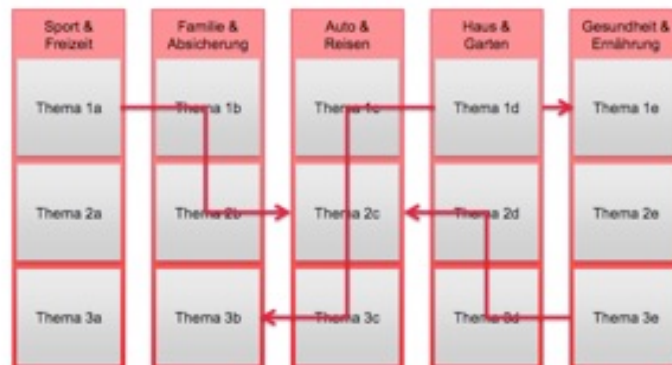 Sport &
Freizeit
Familie &
Absicherung
Auto &
Reisen
Haus &
Garten
Gesundheit &
Ernährung
Thema 1a
Thema 1b
Thema 1c
Thema 1d
Thema 1e
Thema 2a
Thema 2b
Thema 2c
Thema 2d
Thema 2e
Thema 3a
Thema 3b
Thema 3c
Thema 3d
Thema 3e